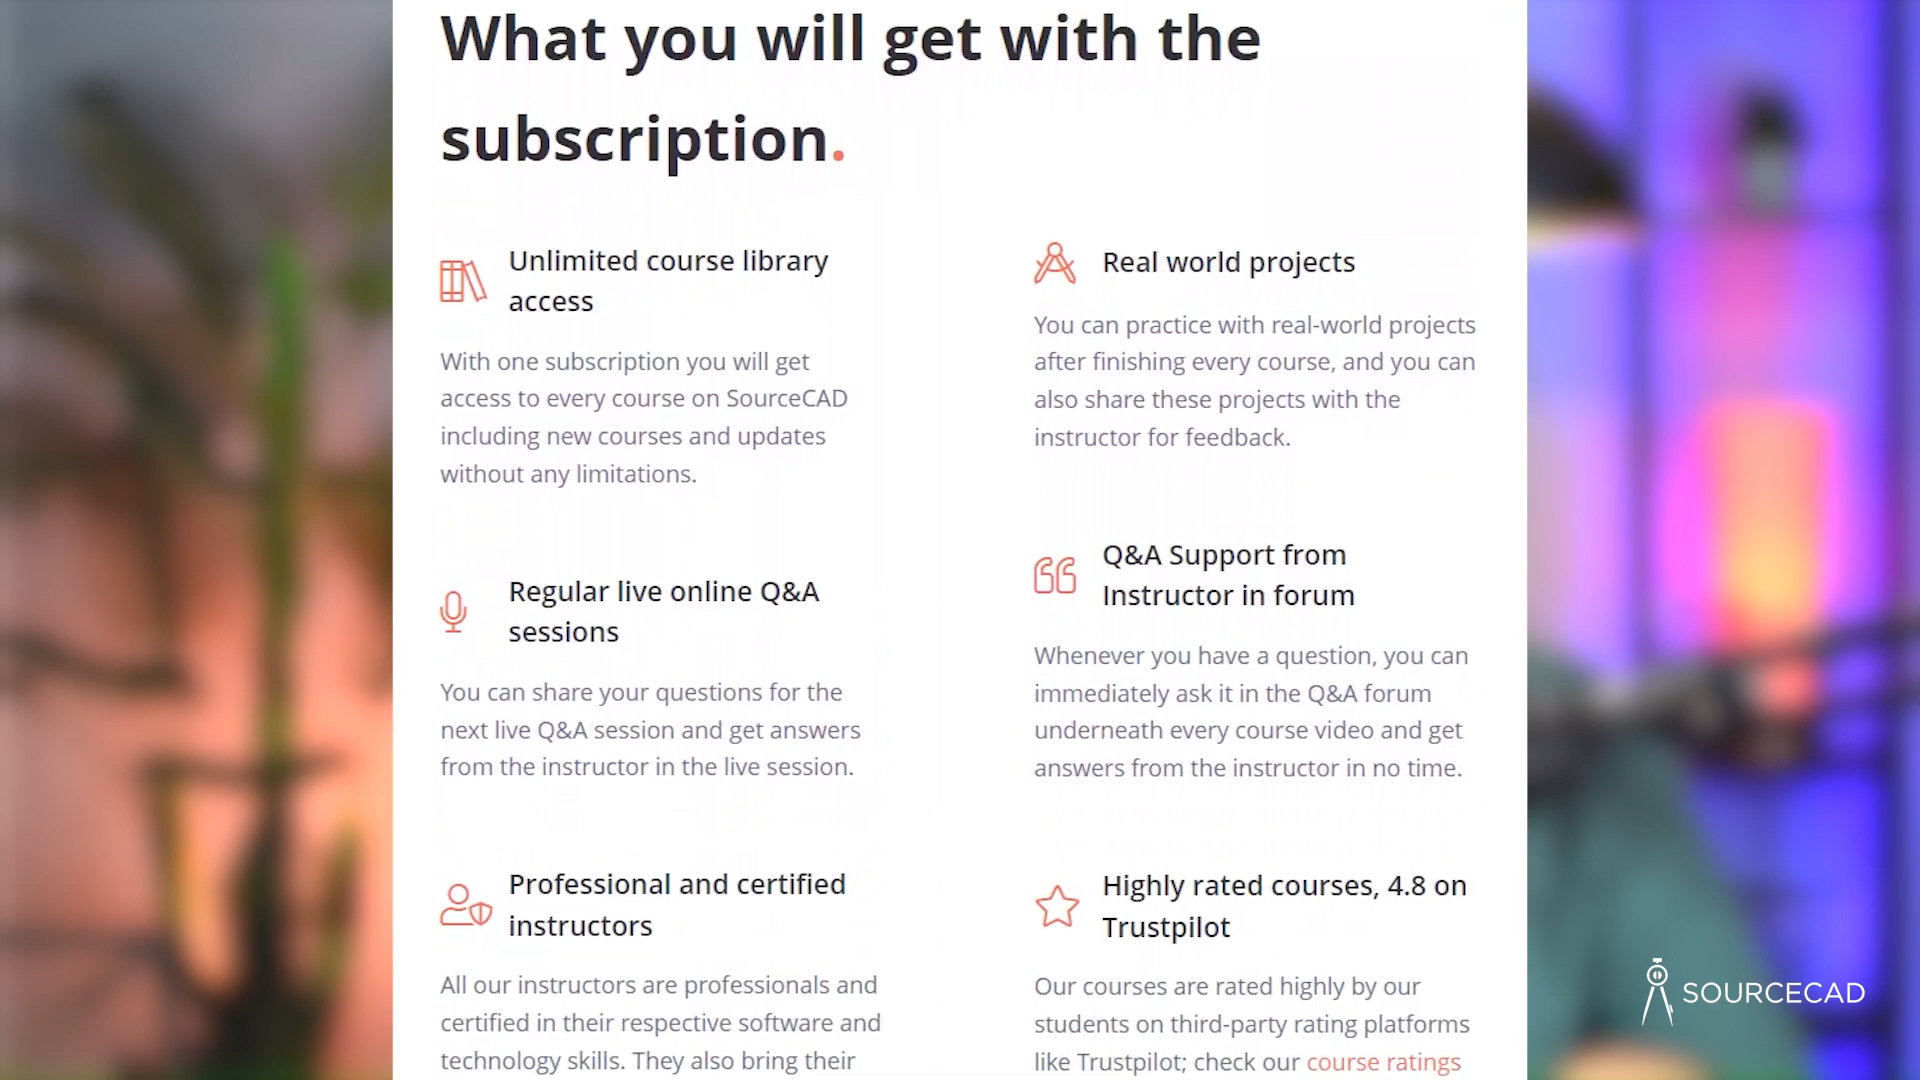 What you will get with the
subscription.
Unlimited course library
access
With one subscription you will get
access to every course on SourceCAD
including new courses and updates
without any limitations.
Real world projects
You can practice with real-world projects
after finishing every course, and you can
also share these projects with the
instructor for feedback.
Regular live online Q&A
sessions
You can share your questions for the
next live Q&A session and get answers
from the instructor in the live session.
Q&A Support from
Instructor in forum
Whenever you have a question, you can
immediately ask it in the Q&A forum
underneath every course video and get
answers from the instructor in no time.
Professional and certified
instructors
All our instructors are professionals and
certified in their respective software and
technology skills. They also bring their
Highly rated courses, 4.8 on
Trustpilot
Our courses are rated highly by our
students on third-party rating platforms
like Trustpilot; check our course ratings
SOURCECAD